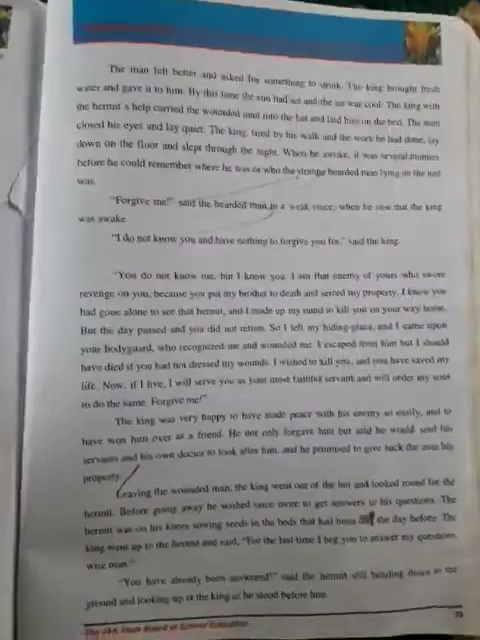 The man felt better and asked for something to drink. The king brought fresh
water and gave it to him. By this time the sun had set and the air was cool. The king with
the hermit's help carried the wounded man into the hut and laid him on the bed. The man
closed his eyes and lay quiet. The king, tired by his walk and the work he had done, lay
down on the floor and slept through the night. When he awoke, it was several minutes
before he could remember where he was or who the strange bearded man lying on the bed
was.
"Forgive me!" said the bearded man in a weak voice, when he saw that the king
was awake.
"I do not know you and have nothing to forgive you for," said the king.
"You do not know me, but I know you. I am that enemy of yours who swore
revenge on you, because you put my brother to death and seized my property. I know you
had gone alone to see that hermit, and I made up my mind to kill you on your way home.
But the day passed and you did not return. So I left my hiding-place, and I came upon
your bodyguard, who recognized me and wounded me. I escaped from him but I should
have died if you had not dressed my wounds. I wished to kill you, and you have saved my
life. Now, if I live, I will serve you as your most faithful servant and will order my sons
to do the same. Forgive me!"
The king was very happy to have made peace with his enemy so easily, and to
have won him over as a friend. He not only forgave him but said he would send his
servants and his own doctor to look after him, and he promised to give back the man his
property.
Leaving the wounded man, the king went out of the hut and looked round for the
hermit. Before going away he wished once more to get answers to his questions. The
hermit was on his knees sowing seeds in the beds that had been the day before. The
king went up to the hermit and said, "For the last time I beg you to answer my questions,
wise man."
"You have already been answered!" said the hermit still bending down to the
ground and looking up at the king as he stood before him.
The J&K State Board of School Education